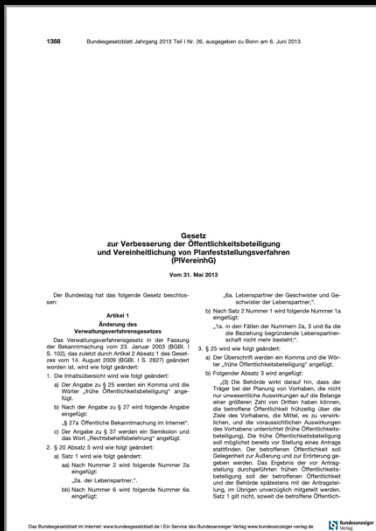 1388 Bundesgesetzblatt Jahrgang 2013 Teil I Nr. 26, ausgegeben zu Bonn am 6. Juni 2013
Gesetz
zur Verbesserung der Öffentlichkeitsbeteiligung
und Vereinheitlichung von Planfeststellungsverfahren
(PlVereinhG)
Vom 31. Mai 2013
Der Bundestag hat das folgende Gesetz beschlos-
sen:
Artikel 1
Änderung des
Verwaltungsverfahrensgesetzes
Das Verwaltungsverfahrensgesetz in der Fassung
der Bekanntmachung vom 23. Januar 2003 (BGBl. I
S. 102), das zuletzt durch Artikel 2 Absatz 1 des Geset-
zes vom 14. August 2009 (BGBl. I S. 2827) geändert
worden ist, wird wie folgt geändert:
1. Die Inhaltsübersicht wird wie folgt geändert:
a) Der Angabe zu § 25 werden ein Komma und die
Wörter „frühe Öffentlichkeitsbeteiligung“ ange-
fügt.
b) Nach der Angabe zu § 27 wird folgende Angabe
eingefügt:
„§ 27a Öffentliche Bekanntmachung im Internet“.
c) Der Angabe zu § 37 werden ein Semikolon und
das Wort „Rechtsbehelfsbelehrung“ angefügt.
2. § 20 Absatz 5 wird wie folgt geändert:
a) Satz 1 wird wie folgt geändert:
aa) Nach Nummer 2 wird folgende Nummer 2a
eingefügt:
„2a. der Lebenspartner,“.
bb) Nach Nummer 6 wird folgende Nummer 6a
eingefügt:
„6a. Lebenspartner der Geschwister und Ge-
schwister der Lebenspartner,“.
b) Nach Satz 2 Nummer 1 wird folgende Nummer 1a
eingefügt:
„1a. in den Fällen der Nummern 2a, 3 und 6a die
die Beziehung begründende Lebenspartner-
schaft nicht mehr besteht;“.
3. § 25 wird wie folgt geändert:
a) Der Überschrift werden ein Komma und die Wör-
ter „frühe Öffentlichkeitsbeteiligung“ angefügt.
b) Folgender Absatz 3 wird angefügt:
„(3) Die Behörde wirkt darauf hin, dass der
Träger bei der Planung von Vorhaben, die nicht
nur unwesentliche Auswirkungen auf die Belange
einer größeren Zahl von Dritten haben können,
die betroffene Öffentlichkeit frühzeitig über die
Ziele des Vorhabens, die Mittel, es zu verwirk-
lichen, und die voraussichtlichen Auswirkungen
des Vorhabens unterrichtet (frühe Öffentlichkeits-
beteiligung). Die frühe Öffentlichkeitsbeteiligung
soll möglichst bereits vor Stellung eines Antrags
stattfinden. Der betroffenen Öffentlichkeit soll
Gelegenheit zur Äußerung und zur Erörterung ge-
geben werden. Das Ergebnis der vor Antrag-
stellung durchgeführten frühen Öffentlichkeits-
beteiligung soll der betroffenen Öffentlichkeit
und der Behörde spätestens mit der Antragstel-
lung, im Übrigen unverzüglich mitgeteilt werden.
Satz 1 gilt nicht, soweit die betroffene Öffentlich-
Das Bundesgesetzblatt im Internet: www.bundesgesetzblatt.de | Ein Service des Bundesanzeiger Verlag www.bundesanzeiger-verlag.de
Bundesanzeiger
Verlag